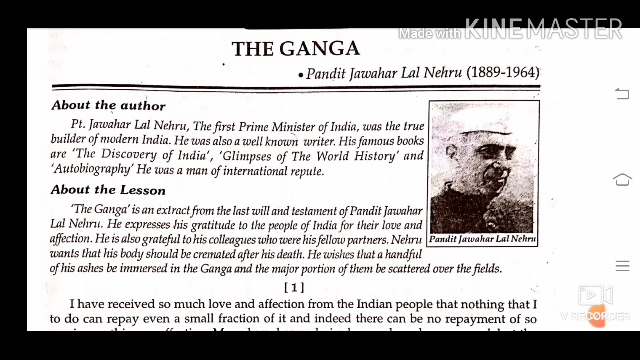 Made with KINEMASTER
THE GANGA
• Pandit Jawahar Lal Nehru (1889-1964)
About the author
Pt. Jawahar Lal Nehru, The first Prime Minister of India, was the true
builder of modern India. He was also a well known writer. His famous books
are 'The Discovery of India', 'Glimpses of The World History' and
'Autobiography' He was a man of international repute.
About the Lesson
'The Ganga' is an extract from the last will and testament of Pandit Jawahar
Lal Nehru. He expresses his gratitude to the people of India for their love and
affection. He is also grateful to his colleagues who were his fellow partners. Nehru
wants that his body should be cremated after his death. He wishes that a handful
of his ashes be immersed in the Ganga and the major portion of them be scattered over the fields.
Pandit Jawahar Lal Nehru
[1]
I have received so much love and affection from the Indian people that nothing that I
to do can repay even a small fraction of it and indeed there can be no repayment of so
V RECORDER